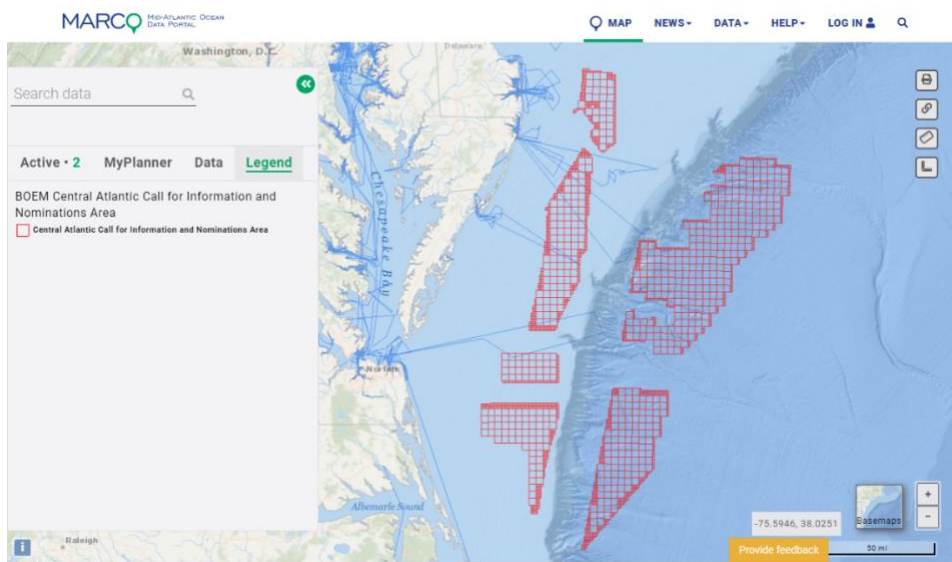 MARCO MID-ATLANTIC OCEAN
DATA PORTAL
MAP NEWS DATA HELP LOG IN
Washington, D.C.
Delaware
Search data
Active • 2 MyPlanner Data Legend
BOEM Central Atlantic Call for Information and
Nominations Area
Central Atlantic Call for Information and Nominations Area
Chesapeake Bay
Norfolk
Albemarle Sound
Raleigh
-75.5946, 38.0251
Basemaps
+
-
Provide feedback
50 mi
i